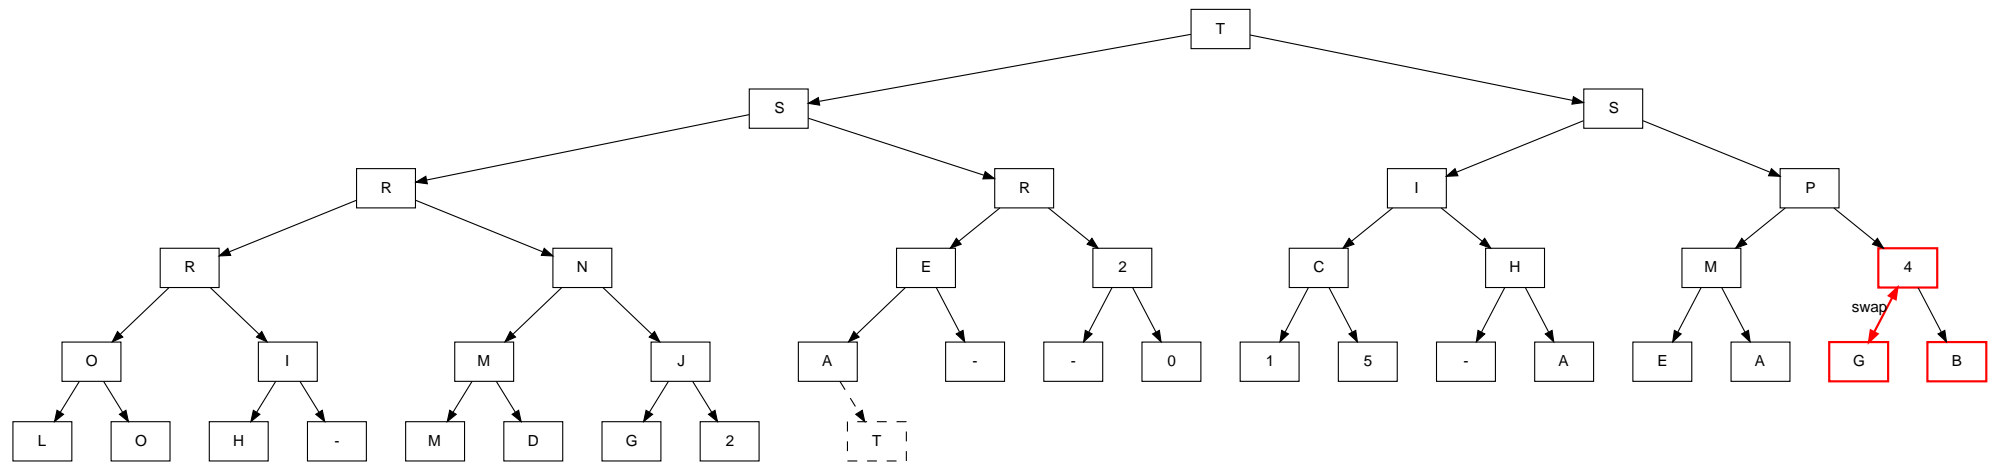 T
S S
R R I P
R N E 2 C H M 4
swap
O I M J A - - 0 1 5 - A E A G B
L O H - M D G 2 T